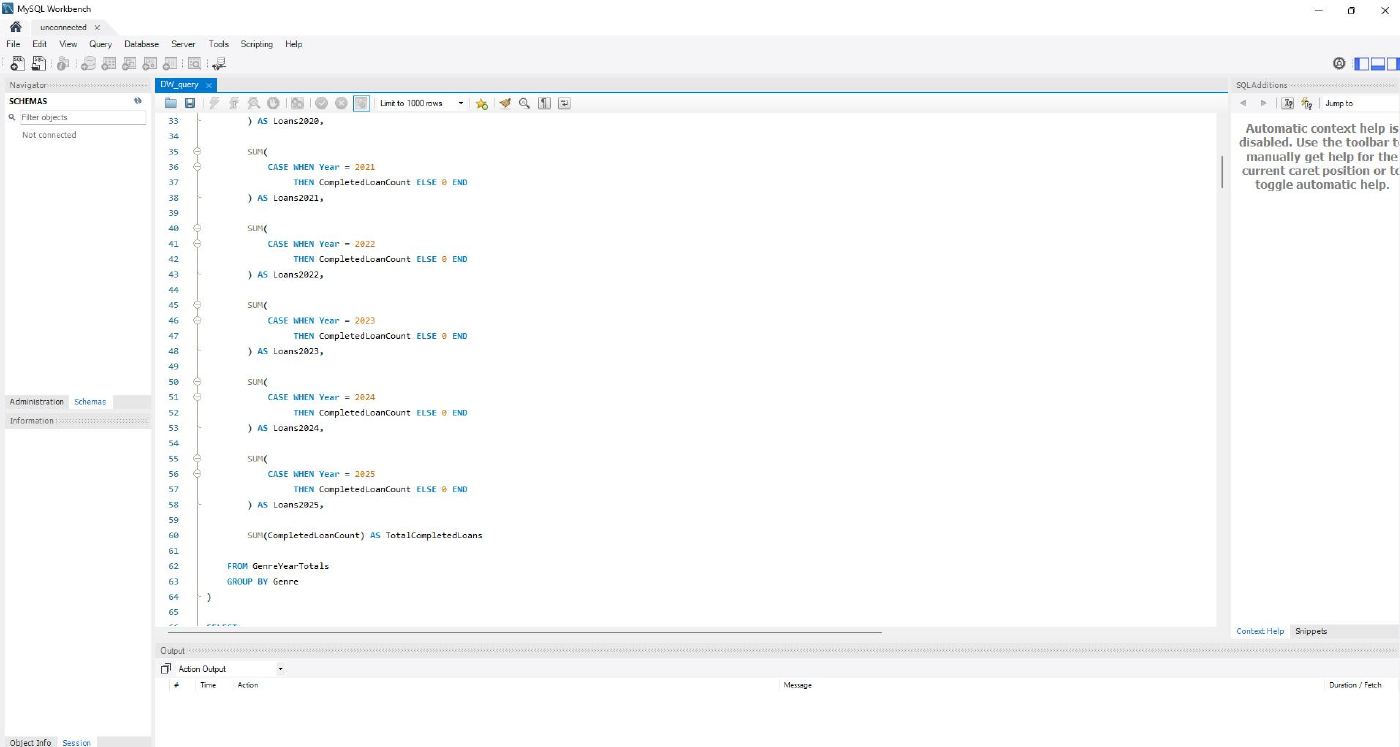 MySQL Workbench
unconnected ×
File Edit View Query Database Server Tools Scripting Help
Navigator
SCHEMAS
Filter objects
Not connected
Administration Schemas
Information
Object Info Session
DW_query ×
Limit to 1000 rows
33 ) AS Loans2020,
34
35 SUM(
36 CASE WHEN Year = 2021
37 THEN CompletedLoanCount ELSE 0 END
38 ) AS Loans2021,
39
40 SUM(
41 CASE WHEN Year = 2022
42 THEN CompletedLoanCount ELSE 0 END
43 ) AS Loans2022,
44
45 SUM(
46 CASE WHEN Year = 2023
47 THEN CompletedLoanCount ELSE 0 END
48 ) AS Loans2023,
49
50 SUM(
51 CASE WHEN Year = 2024
52 THEN CompletedLoanCount ELSE 0 END
53 ) AS Loans2024,
54
55 SUM(
56 CASE WHEN Year = 2025
57 THEN CompletedLoanCount ELSE 0 END
58 ) AS Loans2025,
59
60 SUM(CompletedLoanCount) AS TotalCompletedLoans
61
62 FROM GenreYearTotals
63 GROUP BY Genre
64 )
65
Output
Action Output
# Time Action Message Duration / Fetch
SQLAdditions
Jump to
Automatic context help is
disabled. Use the toolbar to
manually get help for the
current caret position or to
toggle automatic help.
Context Help Snippets